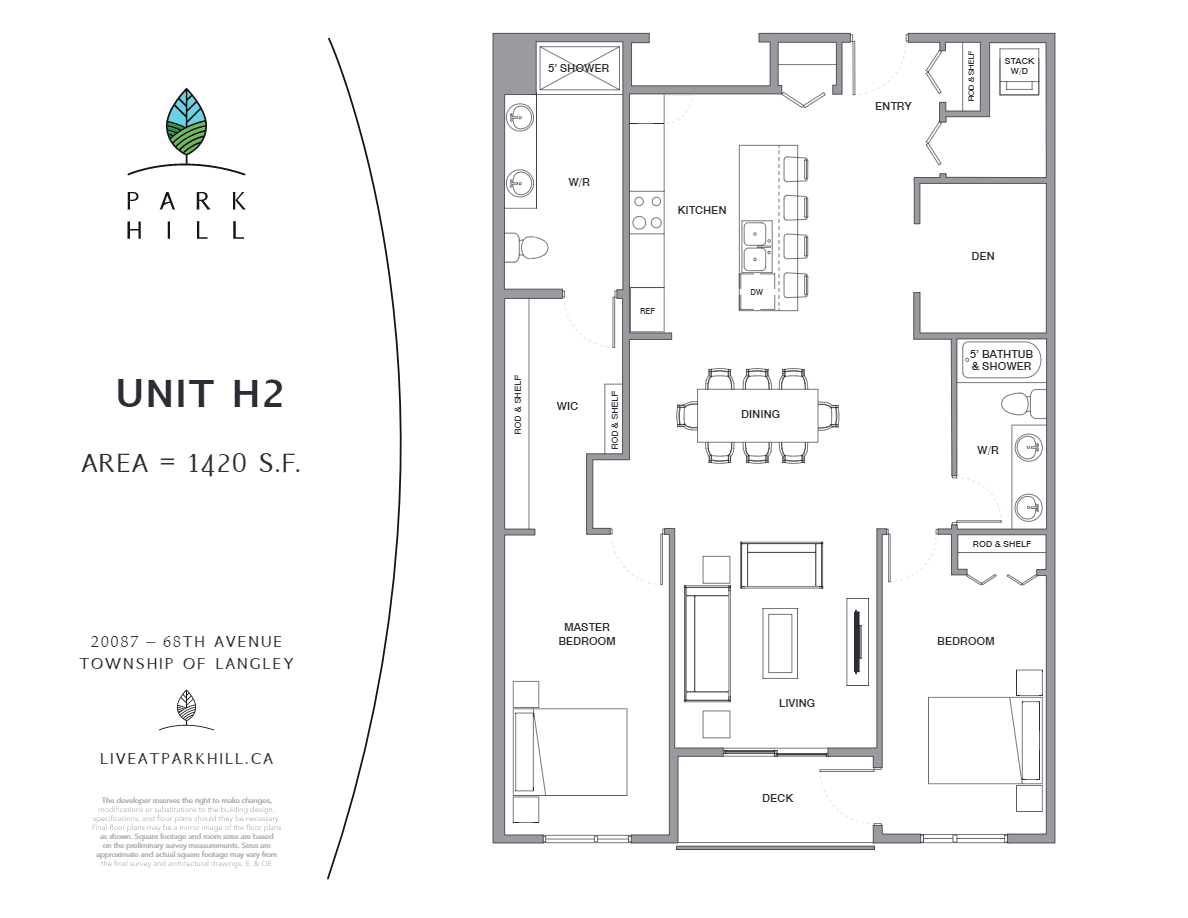 PARK
HILL
UNIT H2
AREA = 1420 S.F.
20087 – 68TH AVENUE
TOWNSHIP OF LANGLEY
LIVEATPARKHILL.CA
The developer reserves the right to make changes,
modifications or substitutions to the building design,
specifications, and floor plans should they be necessary.
Final floor plans may be a mirror image of the floor plans
as shown. Square footage and room sizes are based
on the preliminary survey measurements. Sizes are
approximate and actual square footage may vary from
the final survey and architectural drawings. E. & OE
5' SHOWER
ROD & SHELF
STACK
W/D
ENTRY
W/R
KITCHEN
DEN
DW
REF
5' BATHTUB
& SHOWER
ROD & SHELF
WIC
ROD & SHELF
DINING
W/R
ROD & SHELF
MASTER
BEDROOM
BEDROOM
LIVING
DECK